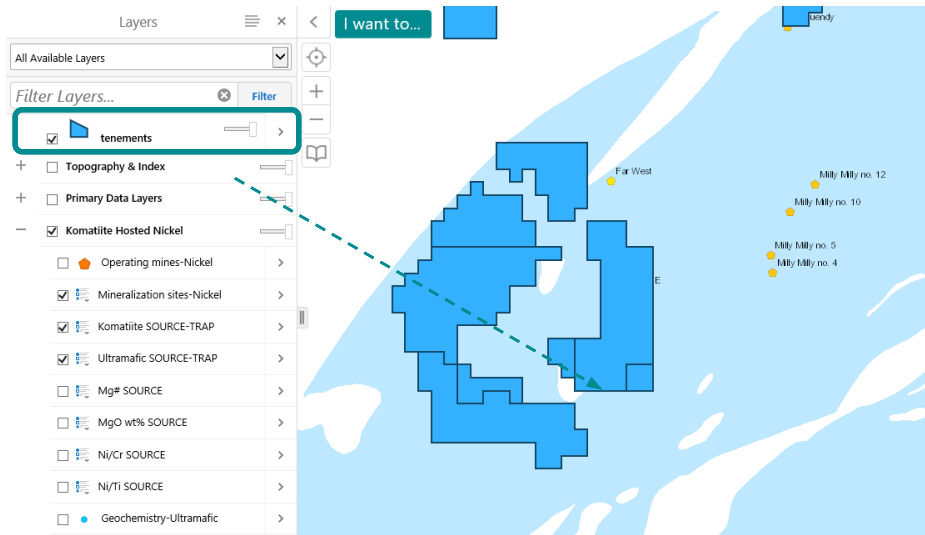 Layers
I want to...
All Available Layers
Filter Layers...
Filter
tenements
Topography & Index
Primary Data Layers
Komatiite Hosted Nickel
Operating mines-Nickel
Mineralization sites-Nickel
Komatiite SOURCE-TRAP
Ultramafic SOURCE-TRAP
Mg# SOURCE
MgO wt% SOURCE
Ni/Cr SOURCE
Ni/Ti SOURCE
Geochemistry-Ultramafic
Far West
Milly Milly no. 12
Milly Milly no. 10
Milly Milly no. 5
Milly Milly no. 4
E